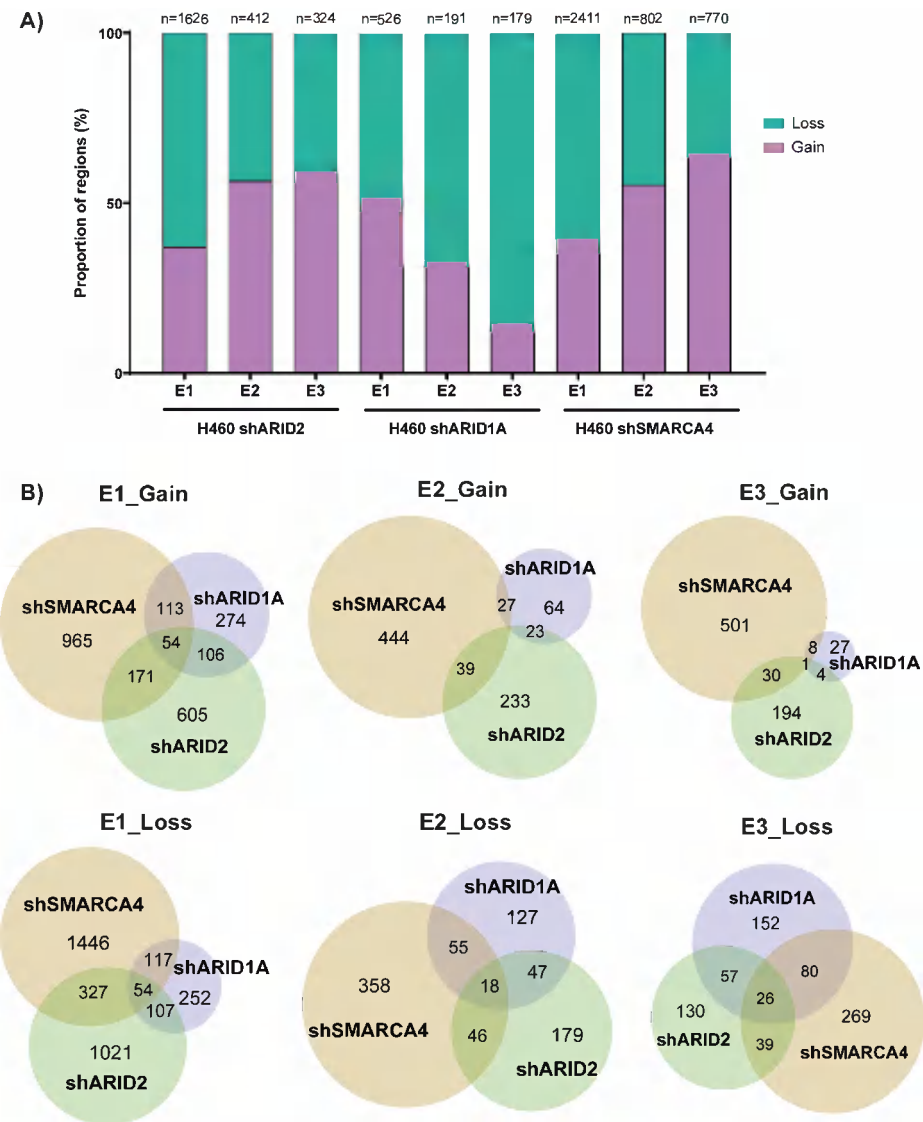 A)
n=1626 n=412 n=324 n=526 n=191 n=179 n=2411 n=802 n=770
100
50
0
Proportion of regions (%)
Loss
Gain
E1 E2 E3 E1 E2 E3 E1 E2 E3
H460 shARID2 H460 shARID1A H460 shSMARCA4
B)
E1_Gain
shSMARCA4
965
113
shARID1A
274
54
106
171
605
shARID2
E2_Gain
shARID1A
shSMARCA4
27
64
444
23
39
233
shARID2
E3_Gain
shSMARCA4
501
8
27
1
shARID1A
4
30
194
shARID2
E1_Loss
shSMARCA4
1446
117
shARID1A
327
54
252
107
1021
shARID2
E2_Loss
shARID1A
127
55
47
358
18
shSMARCA4
46
179
shARID2
E3_Loss
shARID1A
152
57
80
26
130
269
shARID2
39
shSMARCA4